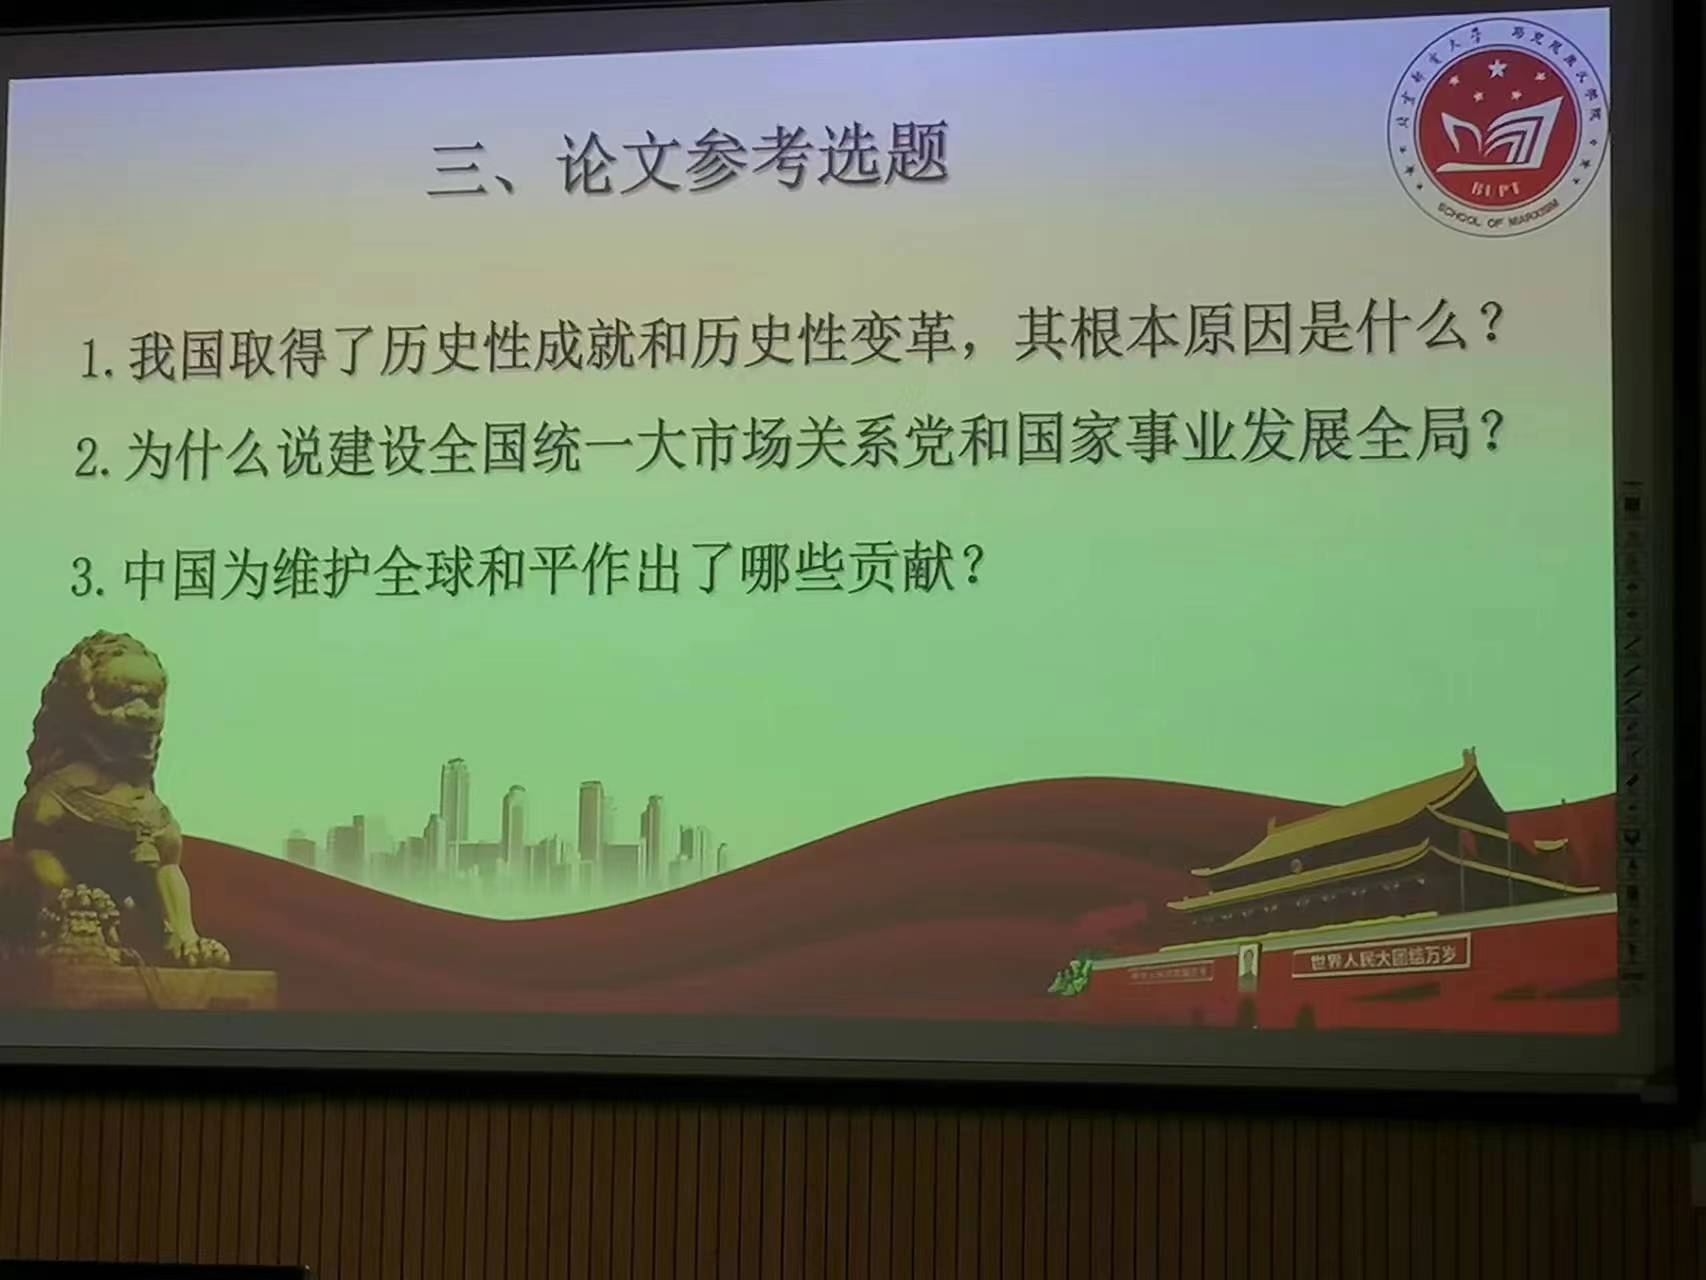 三、论文参考选题
北京邮电大学 马克思主义学院
BUPT
SCHOOL OF MARXISM
1.我国取得了历史性成就和历史性变革，其根本原因是什么？
2.为什么说建设全国统一大市场关系党和国家事业发展全局？
3.中国为维护全球和平作出了哪些贡献？
世界人民大团结万岁